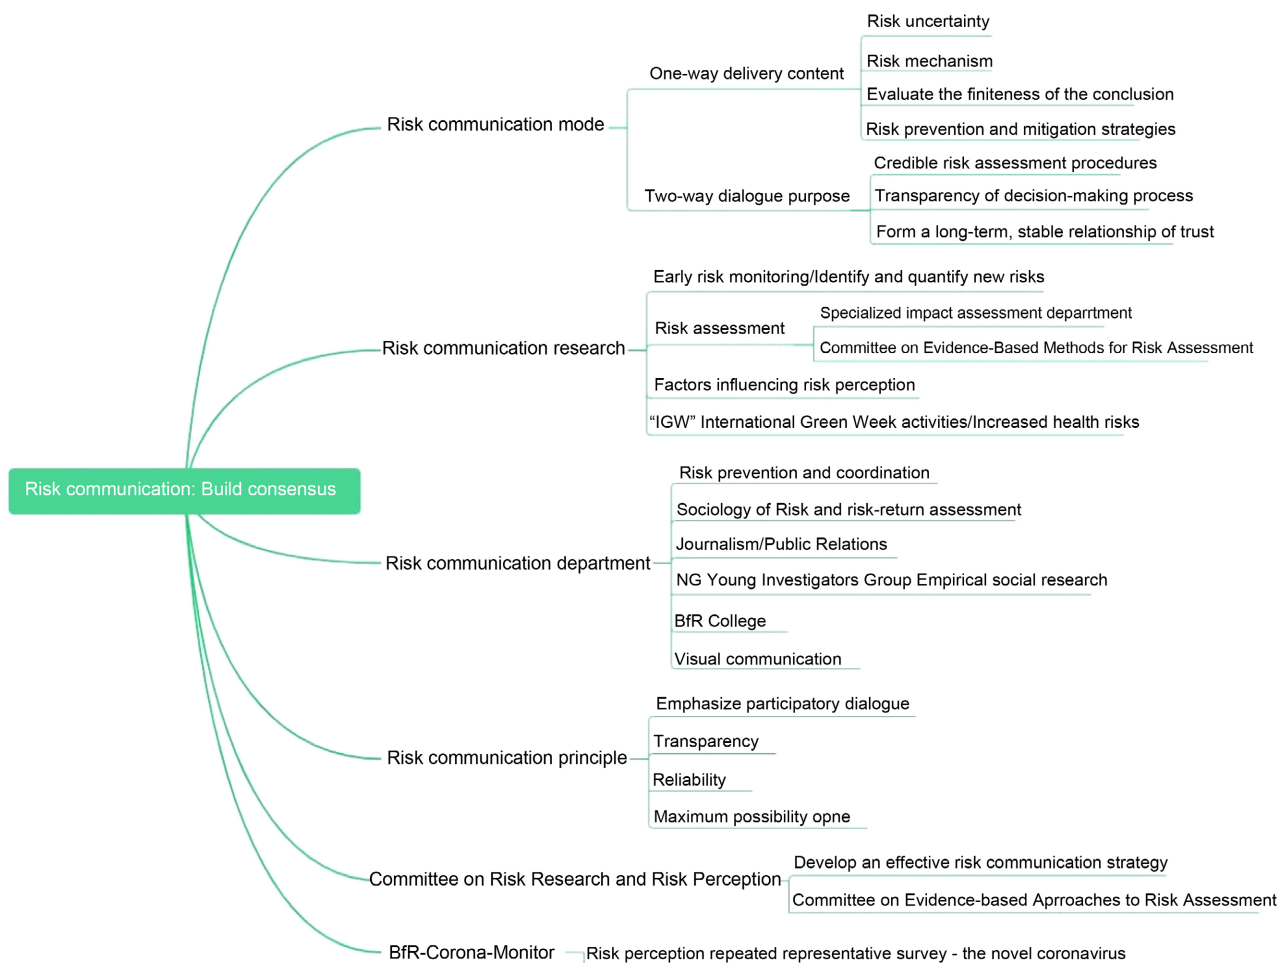 Risk communication: Build consensus
Risk communication mode
One-way delivery content
Risk uncertainty
Risk mechanism
Evaluate the finiteness of the conclusion
Risk prevention and mitigation strategies
Two-way dialogue purpose
Credible risk assessment procedures
Transparency of decision-making process
Form a long-term, stable relationship of trust
Risk communication research
Early risk monitoring/Identify and quantify new risks
Risk assessment
Specialized impact assessment deparrtment
Committee on Evidence-Based Methods for Risk Assessment
Factors influencing risk perception
“IGW” International Green Week activities/Increased health risks
Risk communication department
Risk prevention and coordination
Sociology of Risk and risk-return assessment
Journalism/Public Relations
NG Young Investigators Group Empirical social research
BfR College
Visual communication
Risk communication principle
Emphasize participatory dialogue
Transparency
Reliability
Maximum possibility opne
Committee on Risk Research and Risk Perception
Develop an effective risk communication strategy
Committee on Evidence-based Aprroaches to Risk Assessment
BfR-Corona-Monitor
Risk perception repeated representative survey - the novel coronavirus